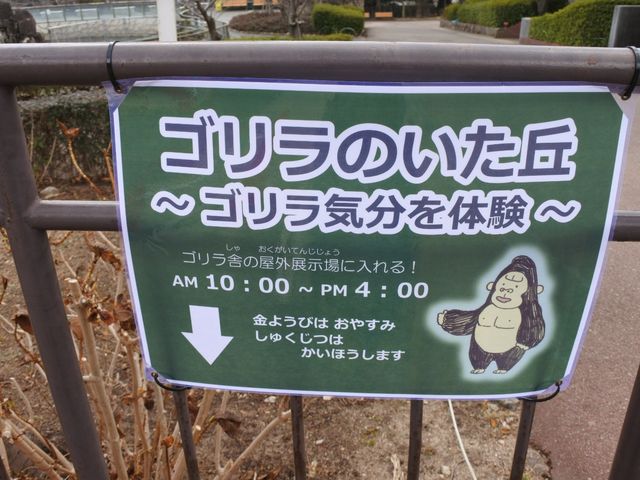 ゴリラのいた丘
～ゴリラ気分を体験～
ゴリラ舎の屋外展示場に入れる！
しゃ おくがいてんじじょう
AM 10：00 ～ PM 4：00
金ようびは おやすみ
しゅくじつは
かいほうします